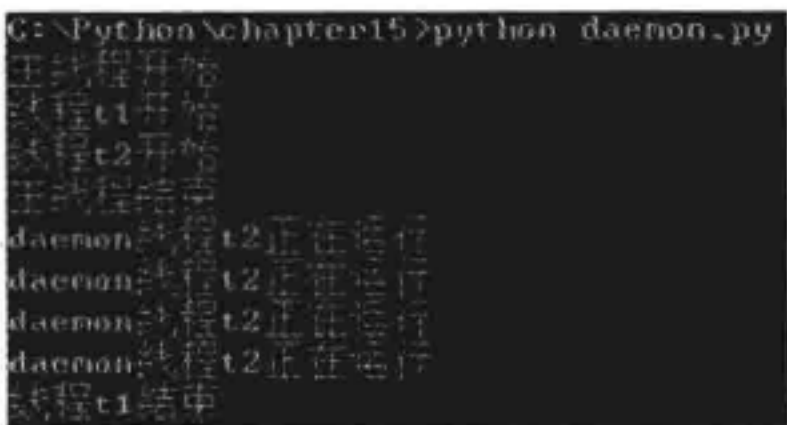 G:\Python\chapter15>python daemon.py
主线程开始
线程t1开始
线程t2开始
主线程结束
daemon线程t2正在运行
daemon线程t2正在运行
daemon线程t2正在运行
daemon线程t2正在运行
线程t1结束